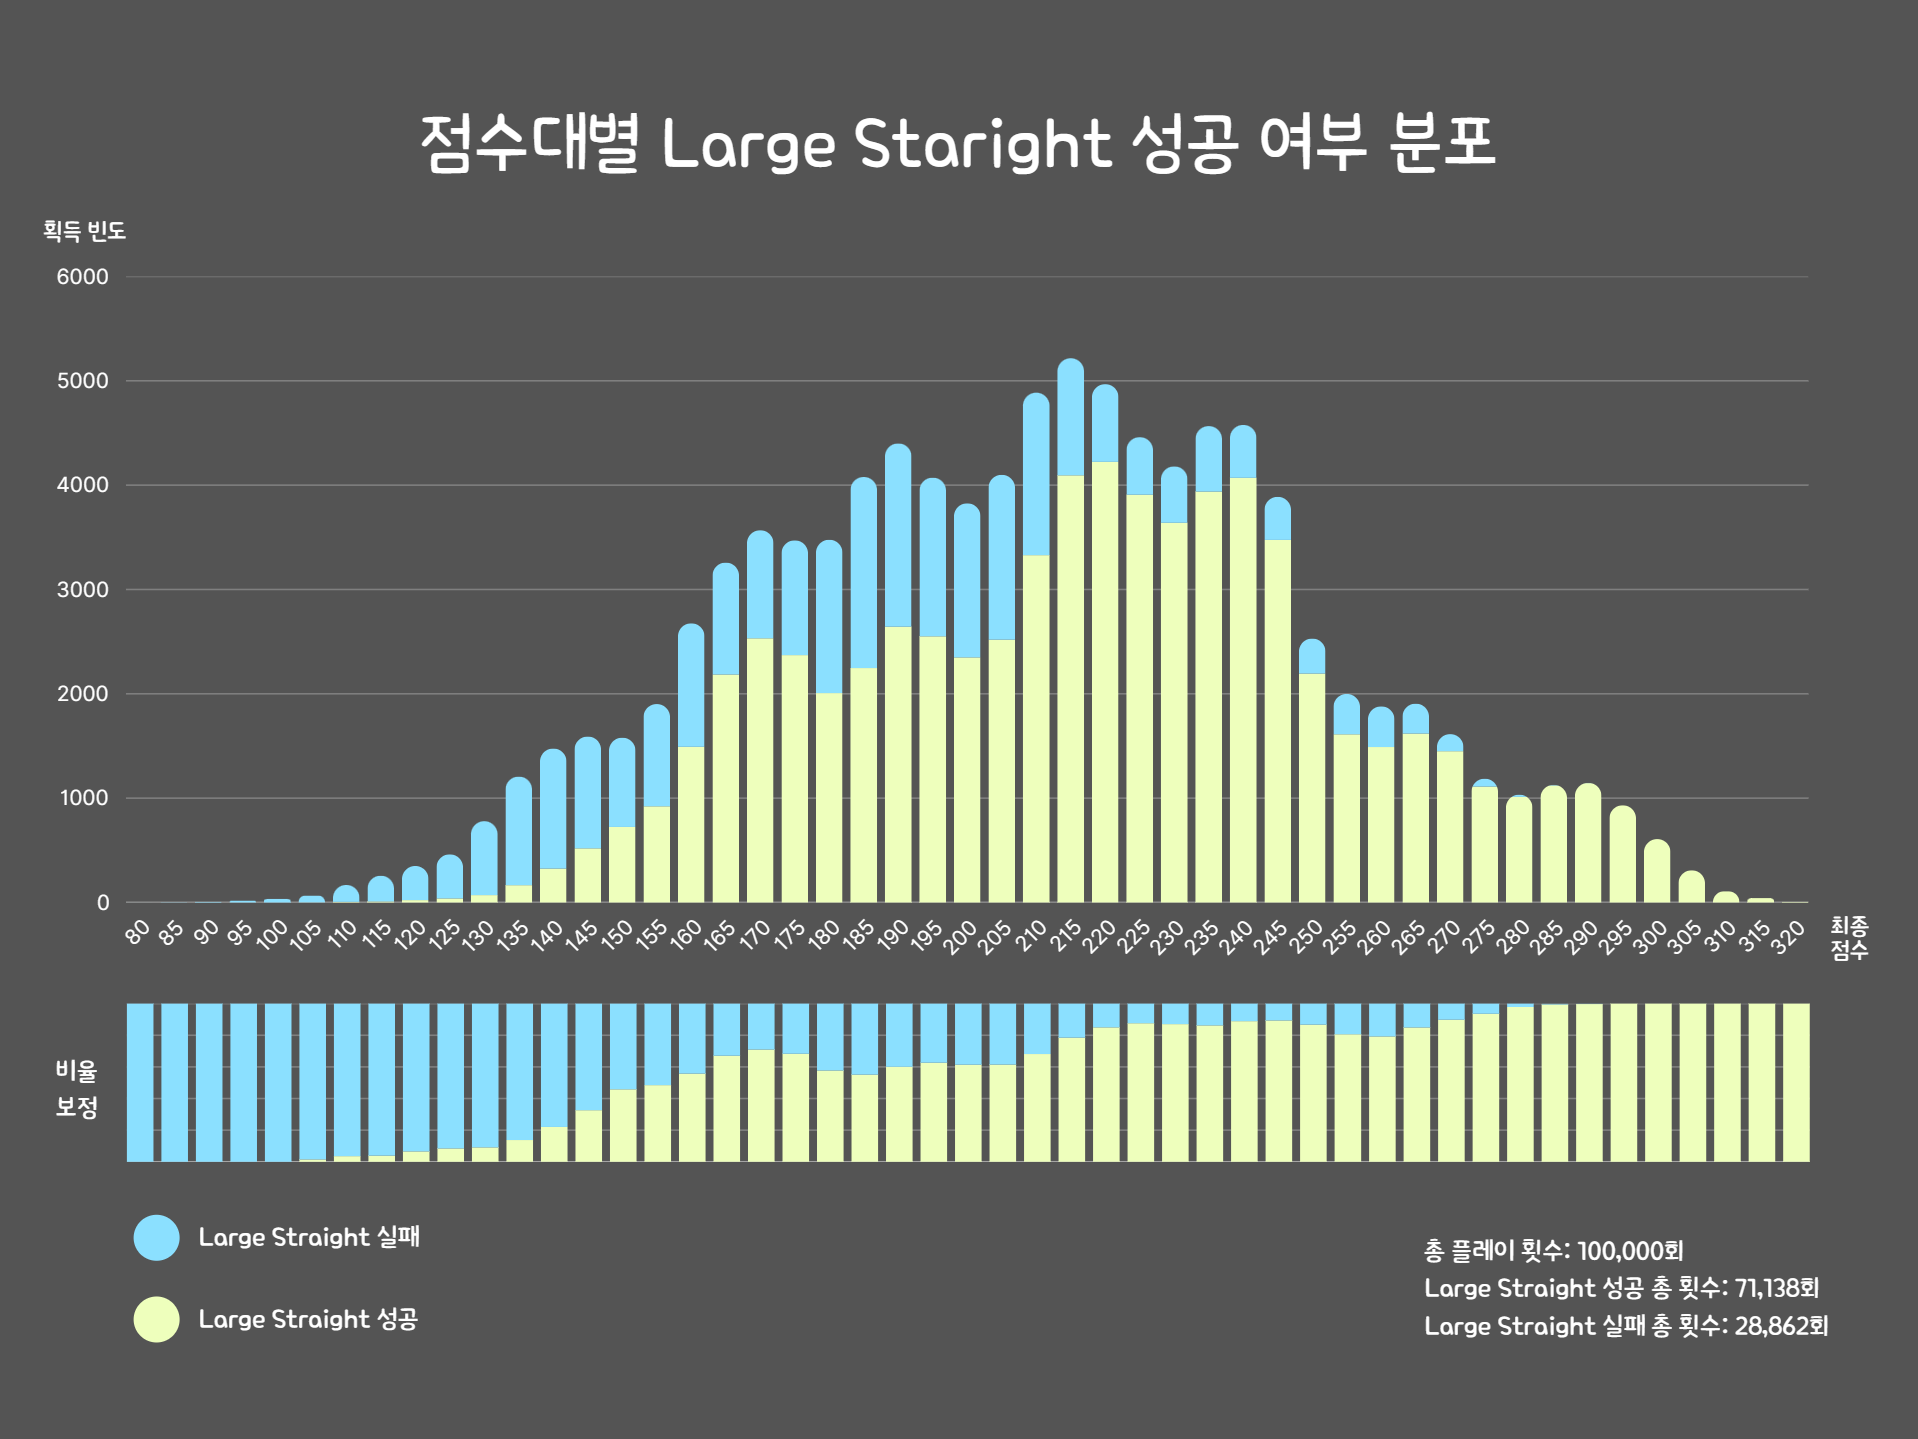 점수대별 Large Staright 성공 여부 분포
획득 빈도
6000
5000
4000
3000
2000
1000
0
80 85 90 95 100 105 110 115 120 125 130 135 140 145 150 155 160 165 170 175 180 185 190 195 200 205 210 215 220 225 230 235 240 245 250 255 260 265 270 275 280 285 290 295 300 305 310 315 320
최종
점수
비율
보정
Large Straight 실패
Large Straight 성공
총 플레이 횟수: 100,000회
Large Straight 성공 총 횟수: 71,138회
Large Straight 실패 총 횟수: 28,862회